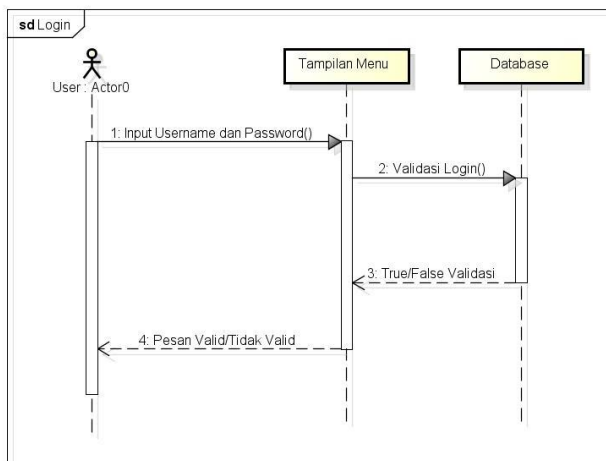 sd Login
User : Actor0
Tampilan Menu
Database
1: Input Username dan Password()
2: Validasi Login()
3: True/False Validasi
4: Pesan Valid/Tidak Valid